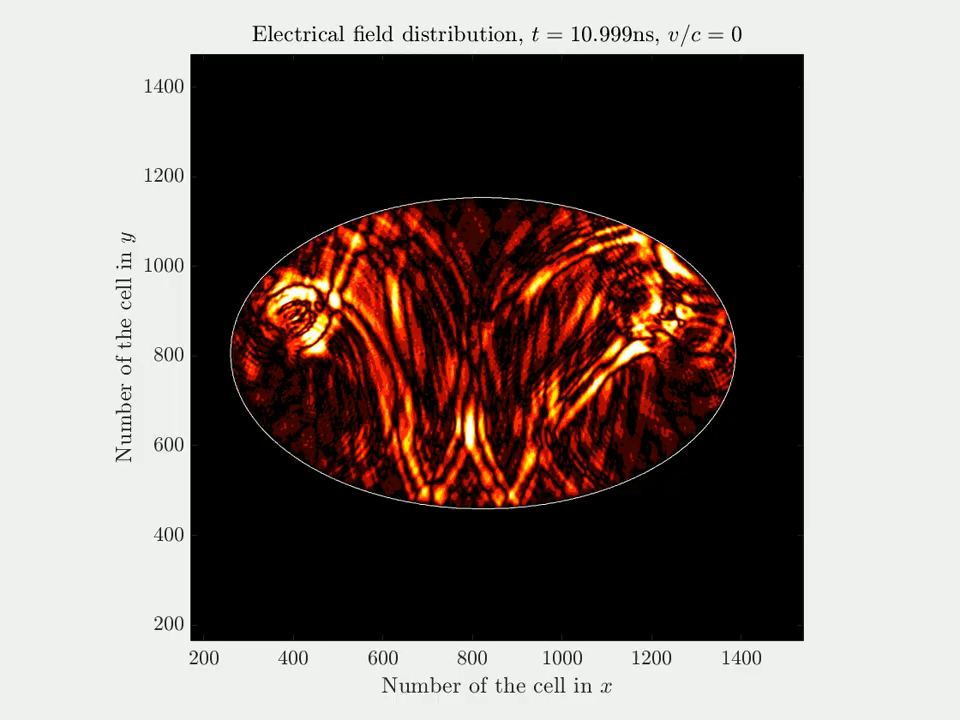 Electrical field distribution, t = 10.999ns, v/c = 0
1400
1200
1000
800
600
400
200
Number of the cell in y
200 400 600 800 1000 1200 1400
Number of the cell in x